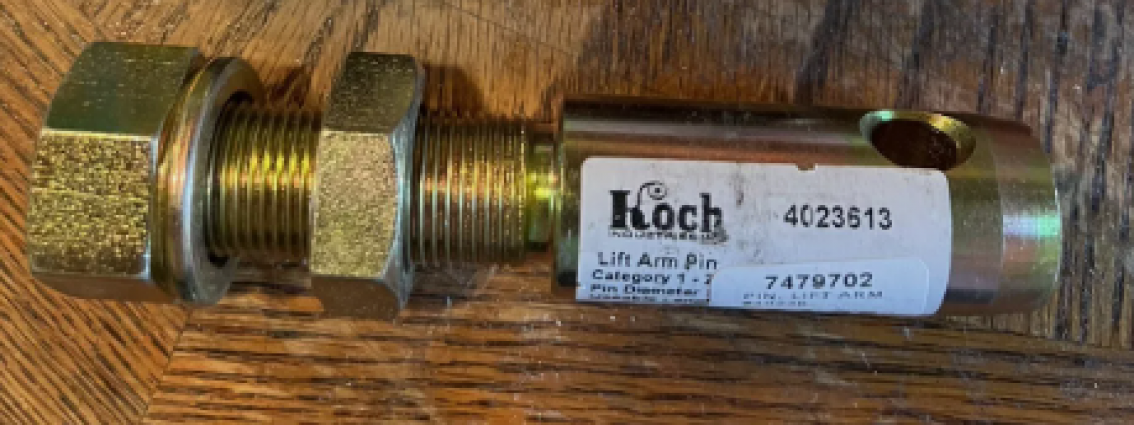 Koch
INDUSTRIES
4023613
Lift Arm Pin
Category 1 -
Pin Diameter
7479702
PIN, LIFT ARM